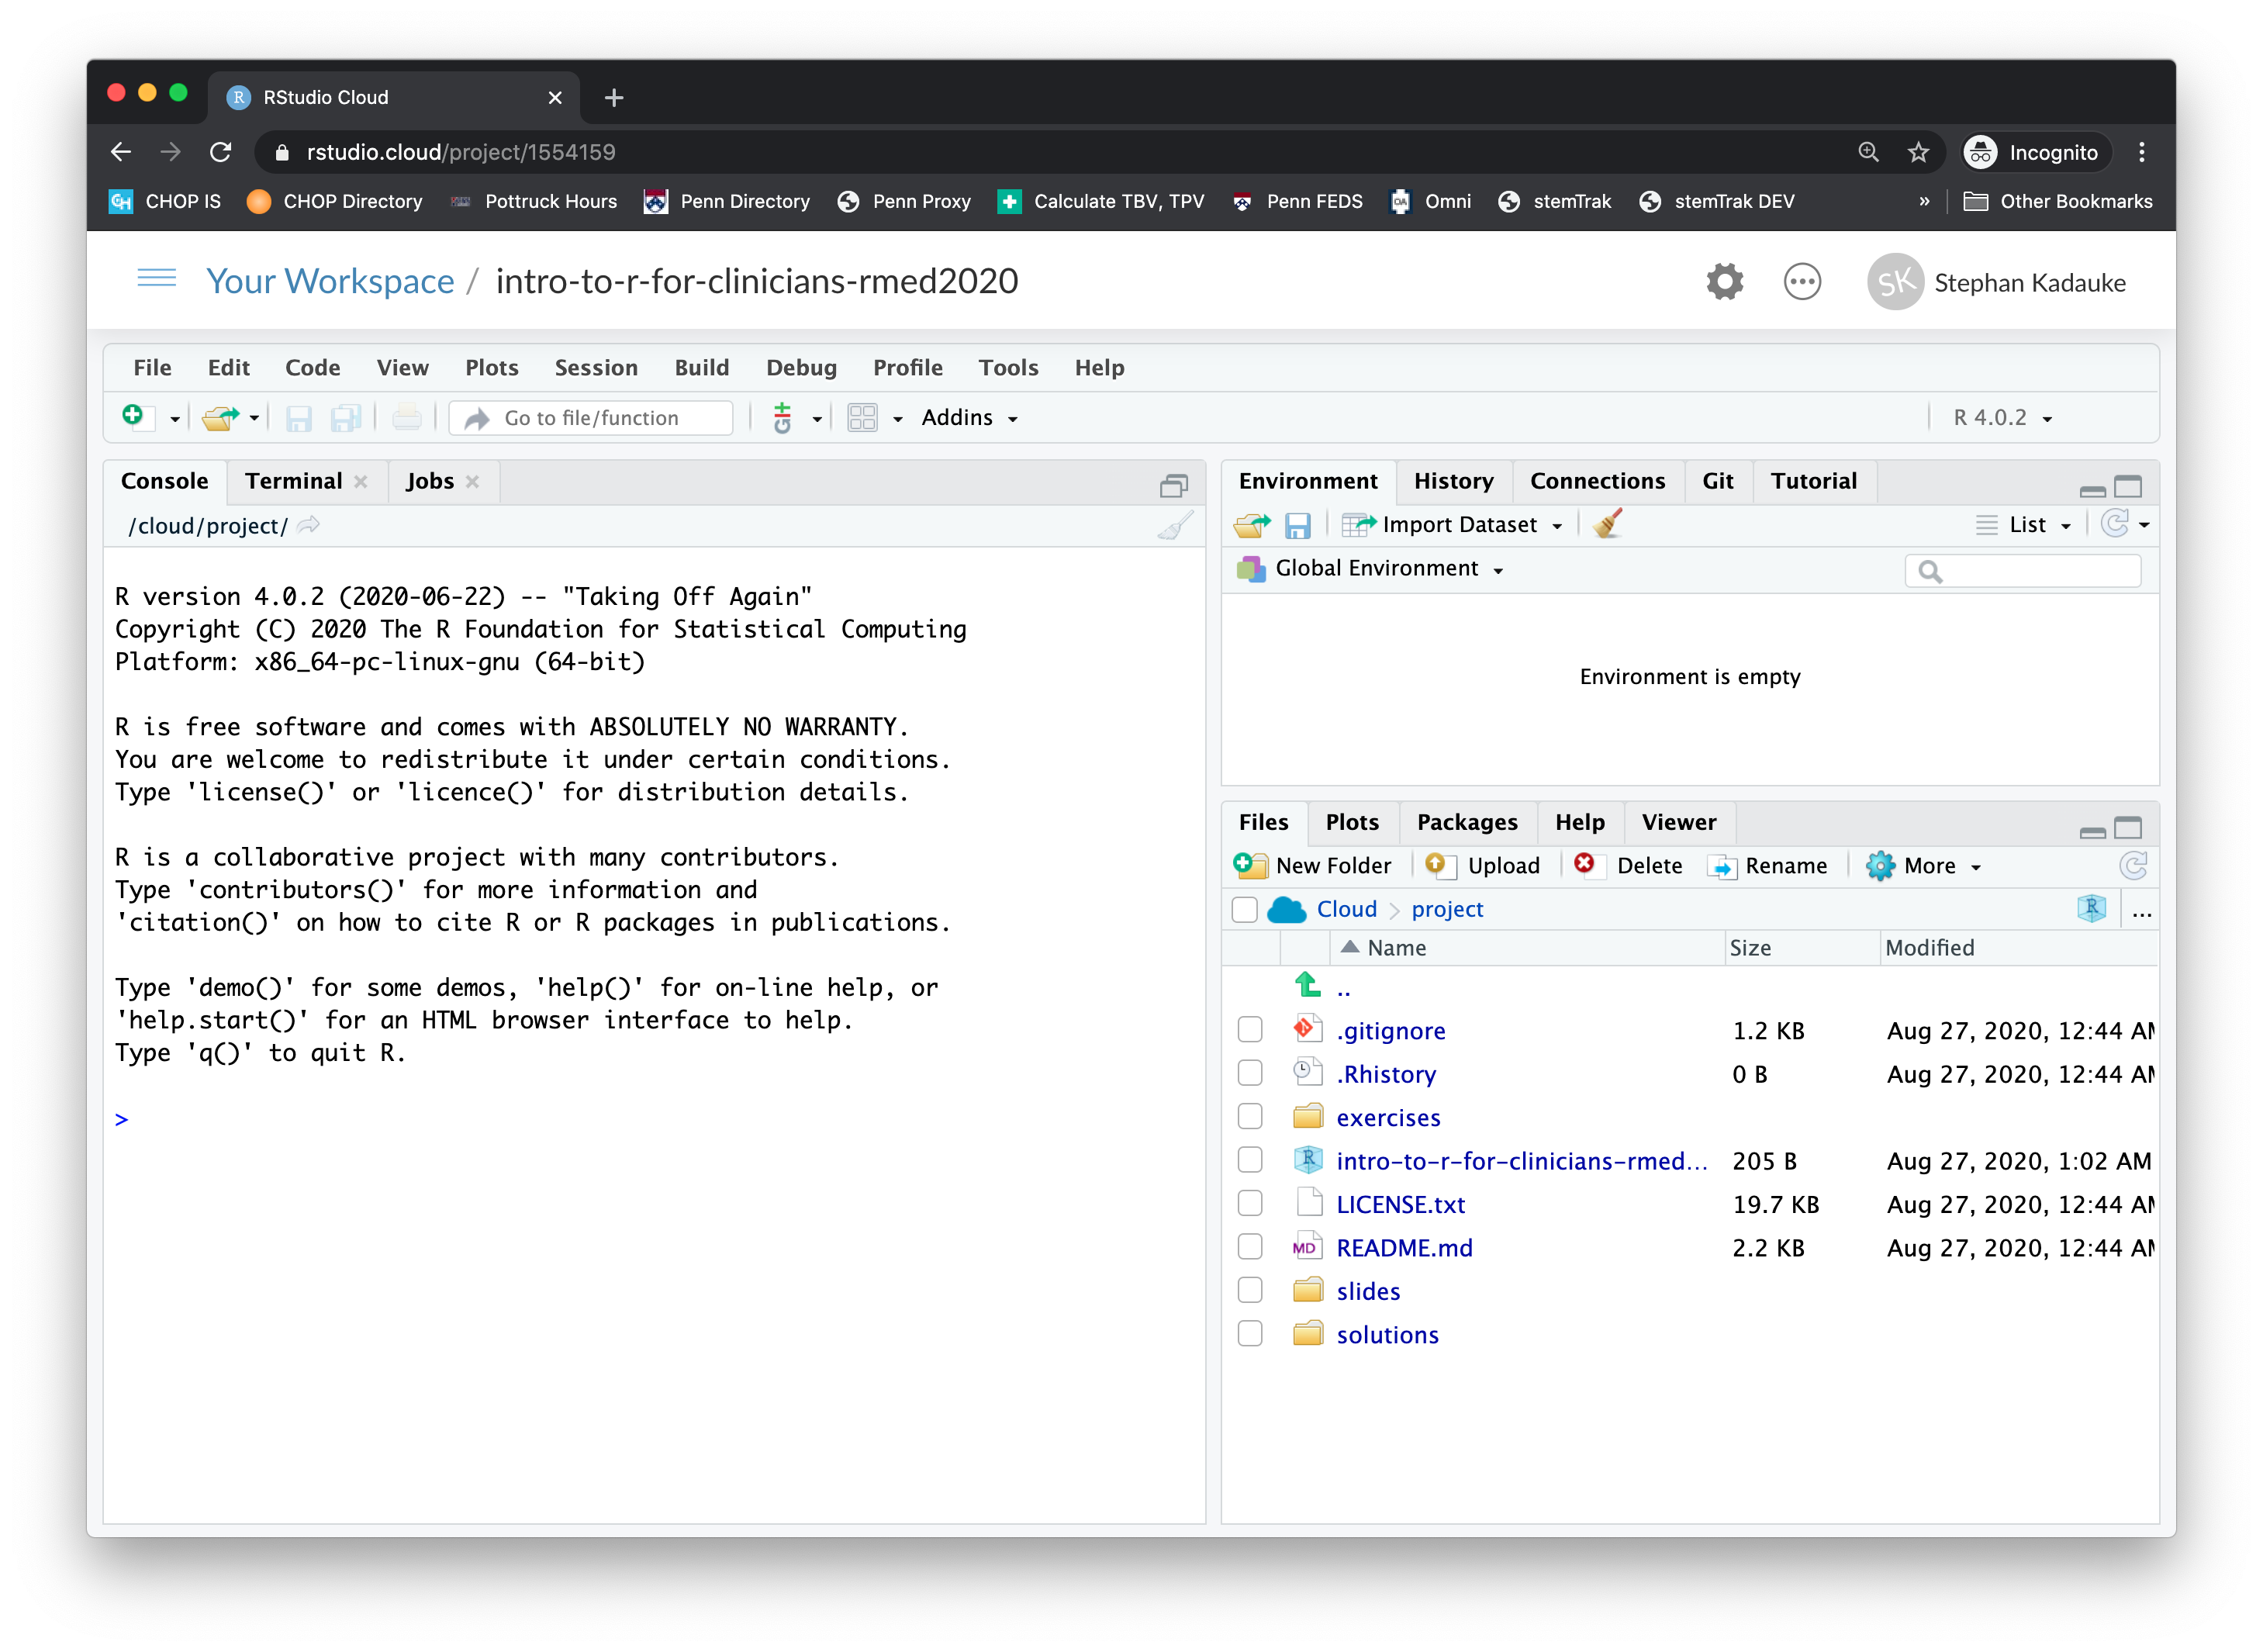 RStudio Cloud
rstudio.cloud/project/1554159
Incognito
CHOP IS CHOP Directory Pottruck Hours Penn Directory Penn Proxy Calculate TBV, TPV Penn FEDS Omni stemTrak stemTrak DEV » Other Bookmarks
Your Workspace / intro-to-r-for-clinicians-rmed2020
SK Stephan Kadauke
File Edit Code View Plots Session Build Debug Profile Tools Help
Go to file/function Addins R 4.0.2
Console Terminal Jobs
/cloud/project/
R version 4.0.2 (2020-06-22) -- "Taking Off Again"
Copyright (C) 2020 The R Foundation for Statistical Computing
Platform: x86_64-pc-linux-gnu (64-bit)
R is free software and comes with ABSOLUTELY NO WARRANTY.
You are welcome to redistribute it under certain conditions.
Type 'license()' or 'licence()' for distribution details.
R is a collaborative project with many contributors.
Type 'contributors()' for more information and
'citation()' on how to cite R or R packages in publications.
Type 'demo()' for some demos, 'help()' for on-line help, or
'help.start()' for an HTML browser interface to help.
Type 'q()' to quit R.
>
Environment History Connections Git Tutorial
Import Dataset List
Global Environment
Environment is empty
Files Plots Packages Help Viewer
New Folder Upload Delete Rename More
Cloud project ...
Name Size Modified
..
.gitignore 1.2 KB Aug 27, 2020, 12:44 AM
.Rhistory 0 B Aug 27, 2020, 12:44 AM
exercises
intro-to-r-for-clinicians-rmed... 205 B Aug 27, 2020, 1:02 AM
LICENSE.txt 19.7 KB Aug 27, 2020, 12:44 AM
README.md 2.2 KB Aug 27, 2020, 12:44 AM
slides
solutions